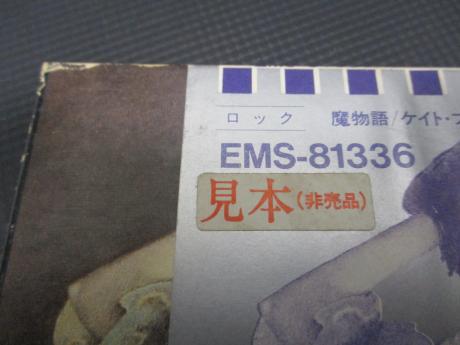 ロック 魔物語/ケイト・ブ
EMS-81336
見本(非売品)